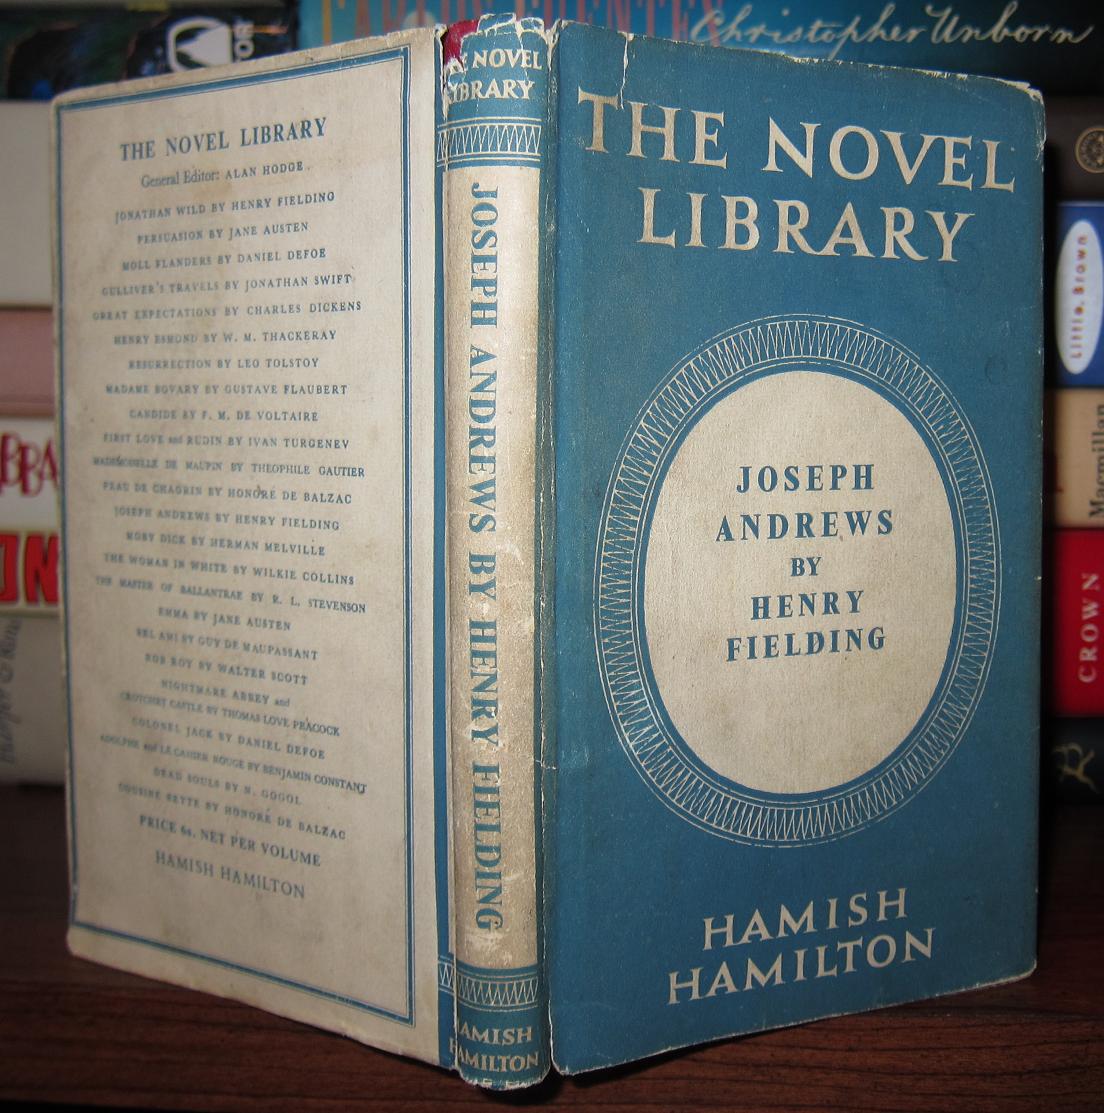 THE NOVEL LIBRARY
General Editor: ALAN HODGE
JONATHAN WILD BY HENRY FIELDING
PERSUASION BY JANE AUSTEN
MOLL FLANDERS BY DANIEL DEFOE
GULLIVER'S TRAVELS BY JONATHAN SWIFT
GREAT EXPECTATIONS BY CHARLES DICKENS
HENRY ESMOND BY W. M. THACKERAY
RESURRECTION BY LEO TOLSTOY
MADAME BOVARY BY GUSTAVE FLAUBERT
CANDIDE BY F. M. DE VOLTAIRE
FIRST LOVE and RUDIN BY IVAN TURGENEV
MADEMOISELLE DE MAUPIN BY THEOPHILE GAUTIER
PEAU DE CHAGRIN BY HONORÉ DE BALZAC
JOSEPH ANDREWS BY HENRY FIELDING
MOBY DICK BY HERMAN MELVILLE
THE WOMAN IN WHITE BY WILKIE COLLINS
THE MASTER OF BALLANTRAE BY R. L. STEVENSON
EMMA BY JANE AUSTEN
BEL AMI BY GUY DE MAUPASSANT
ROB ROY BY WALTER SCOTT
NIGHTMARE ABBEY and
CROTCHET CASTLE BY THOMAS LOVE PEACOCK
COLONEL JACK BY DANIEL DEFOE
ADOLPHE and LE CAHIER ROUGE BY BENJAMIN CONSTANT
DEAD SOULS BY N. GOGOL
COUSINE BETTE BY HONORÉ DE BALZAC
PRICE 6s. NET PER VOLUME
HAMISH HAMILTON
THE NOVEL
LIBRARY
JOSEPH ANDREWS BY HENRY FIELDING
HAMISH
HAMILTON
THE NOVEL
LIBRARY
JOSEPH
ANDREWS
BY
HENRY
FIELDING
HAMISH
HAMILTON
CARLOS FUENTES
Christopher Unborn
Little, Brown
Macmillan
CROWN